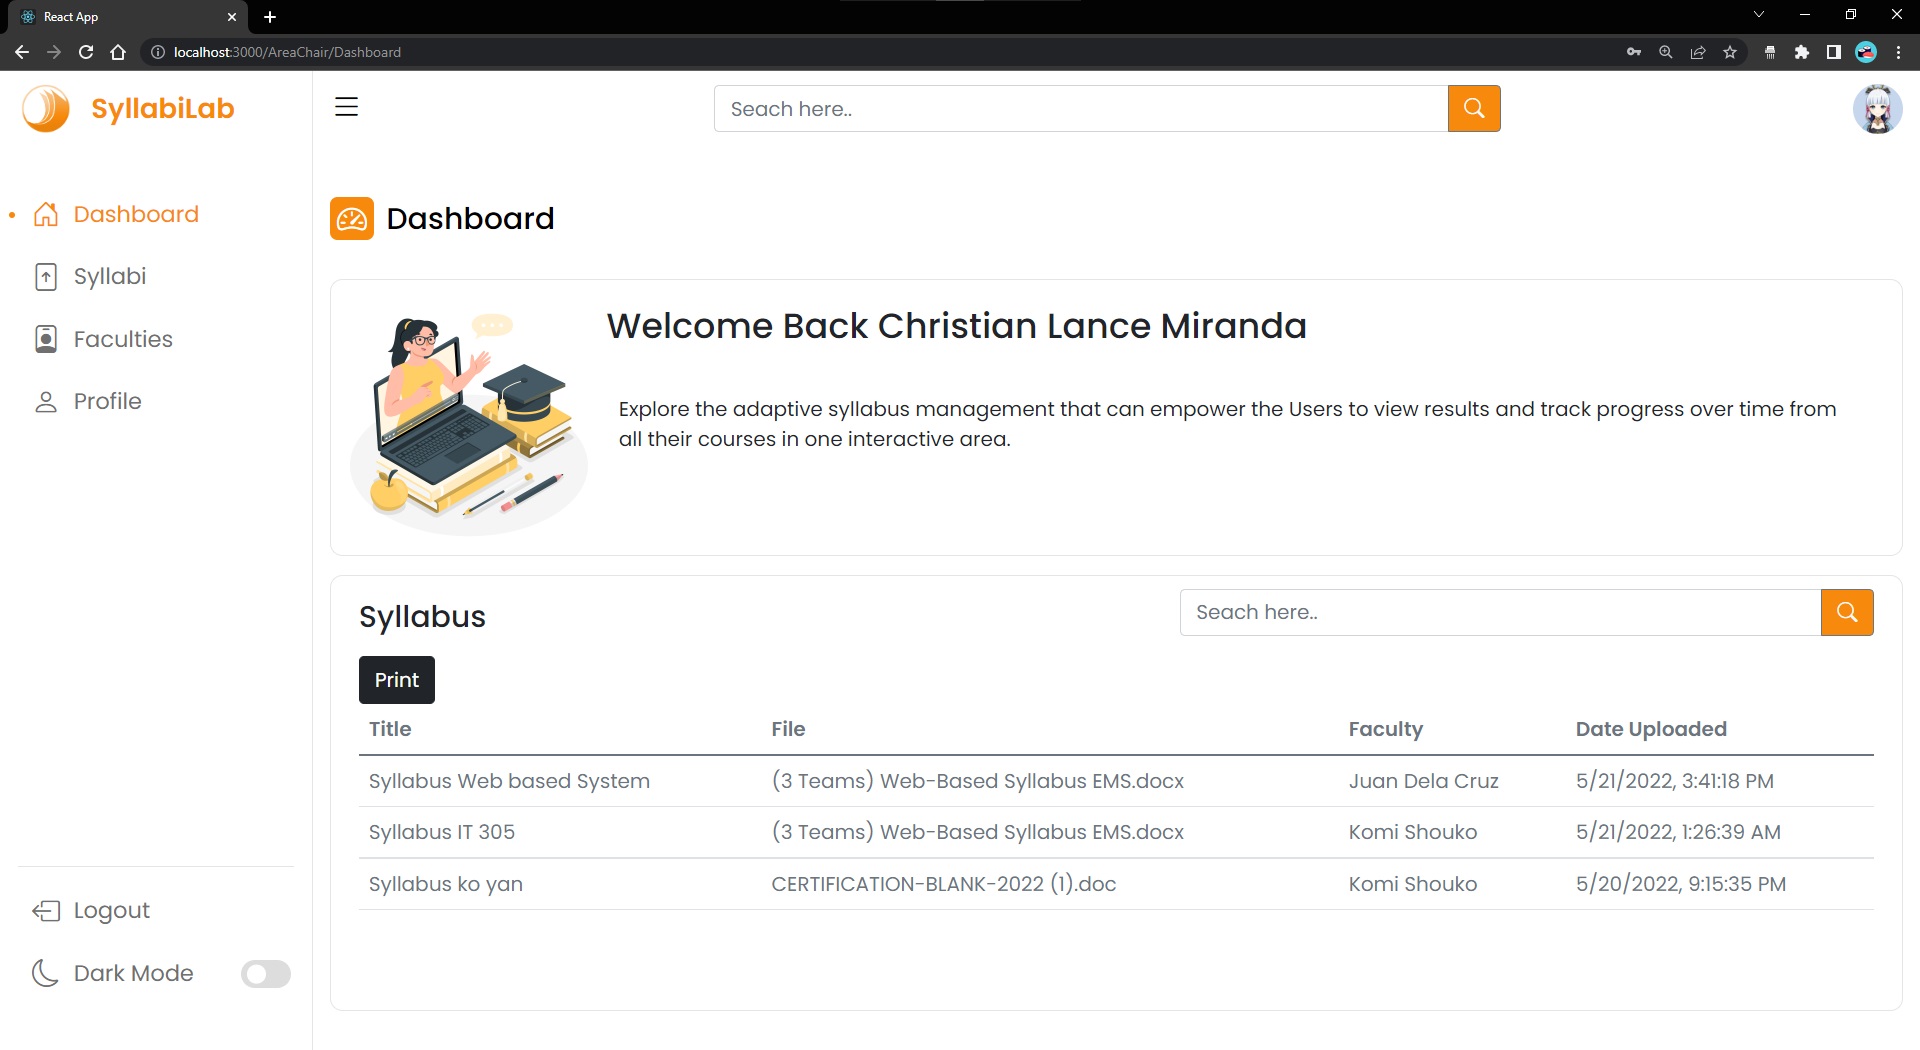 React App
localhost:3000/AreaChair/Dashboard
SyllabiLab
Seach here..
Dashboard
Syllabi
Faculties
Profile
Logout
Dark Mode
Dashboard
Welcome Back Christian Lance Miranda
Explore the adaptive syllabus management that can empower the Users to view results and track progress over time from
all their courses in one interactive area.
Syllabus
Seach here..
Print
Title File Faculty Date Uploaded
Syllabus Web based System (3 Teams) Web-Based Syllabus EMS.docx Juan Dela Cruz 5/21/2022, 3:41:18 PM
Syllabus IT 305 (3 Teams) Web-Based Syllabus EMS.docx Komi Shouko 5/21/2022, 1:26:39 AM
Syllabus ko yan CERTIFICATION-BLANK-2022 (1).doc Komi Shouko 5/20/2022, 9:15:35 PM